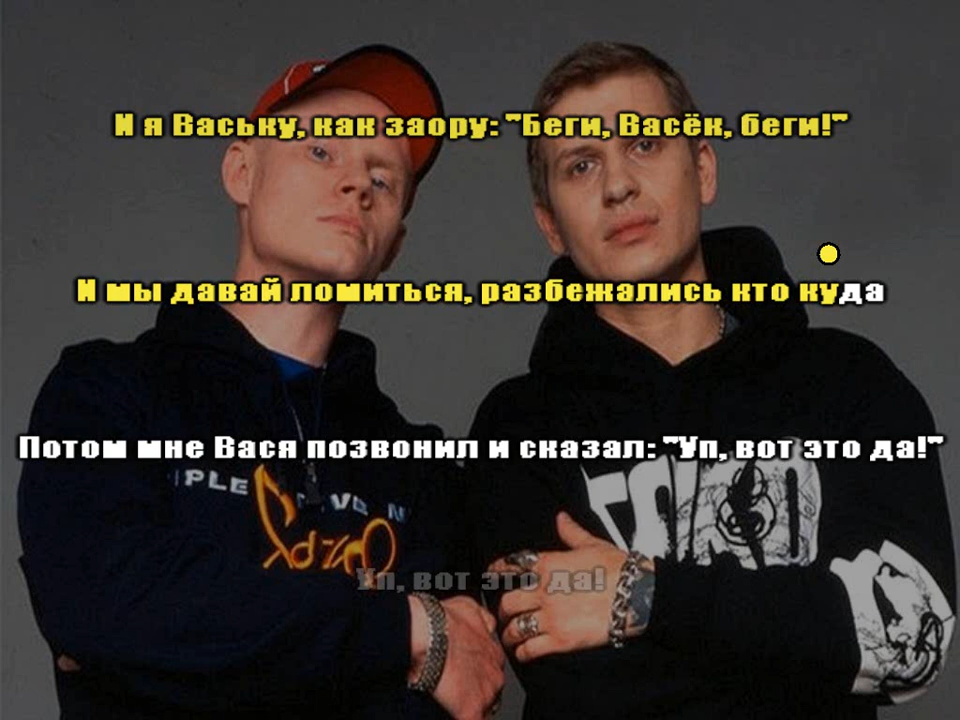 И я Ваську, как заору: "Беги, Васёк, беги!"
И мы давай ломиться, разбежались кто куда
Потом мне Вася позвонил и сказал: "Уп, вот это да!"
PLE
Уп, вот это да!